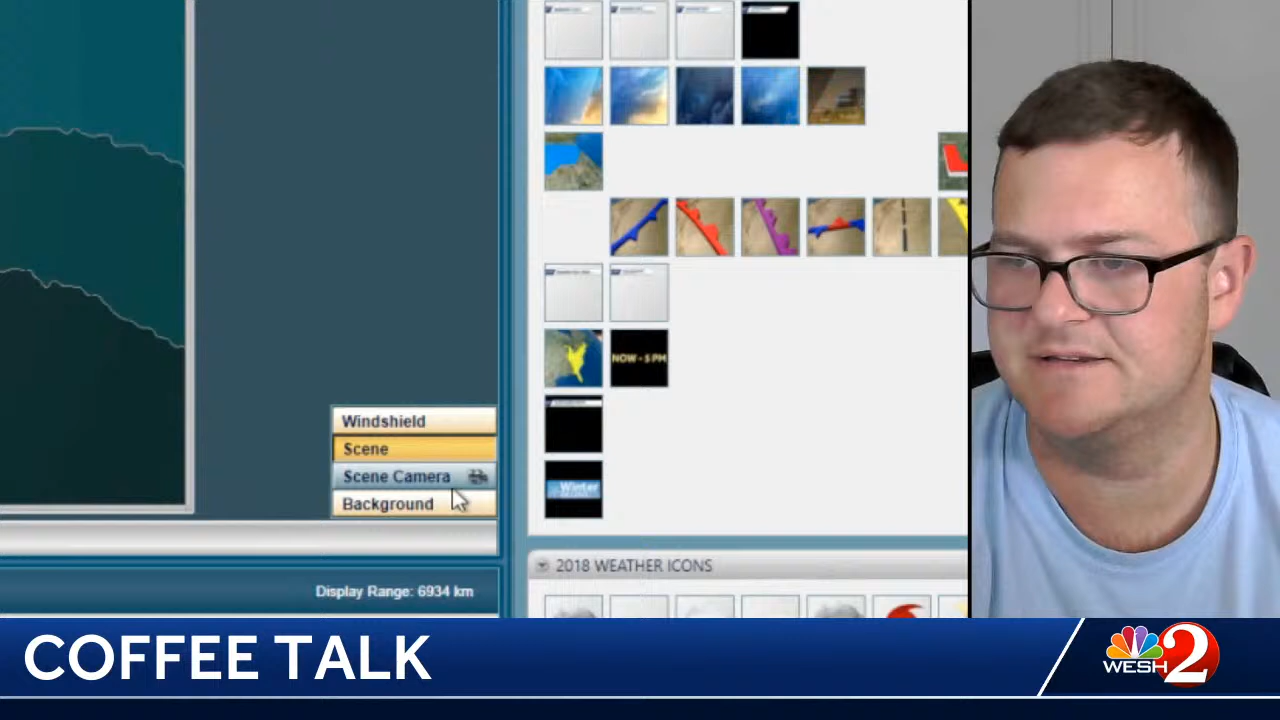 NOW - 5 PM
Winter
Windshield
Scene
Scene Camera
Background
2018 WEATHER ICONS
Display Range: 6934 km
COFFEE TALK
WESH 2